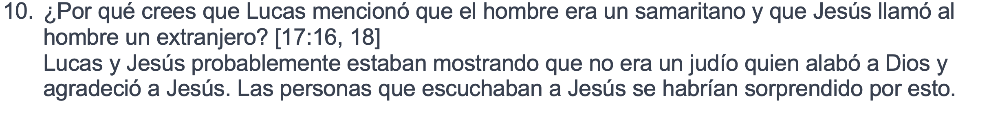 10. ¿Por qué crees que Lucas mencionó que el hombre era un samaritano y que Jesús llamó al
hombre un extranjero? [17:16, 18]
Lucas y Jesús probablemente estaban mostrando que no era un judío quien alabó a Dios y
agradeció a Jesús. Las personas que escuchaban a Jesús se habrían sorprendido por esto.